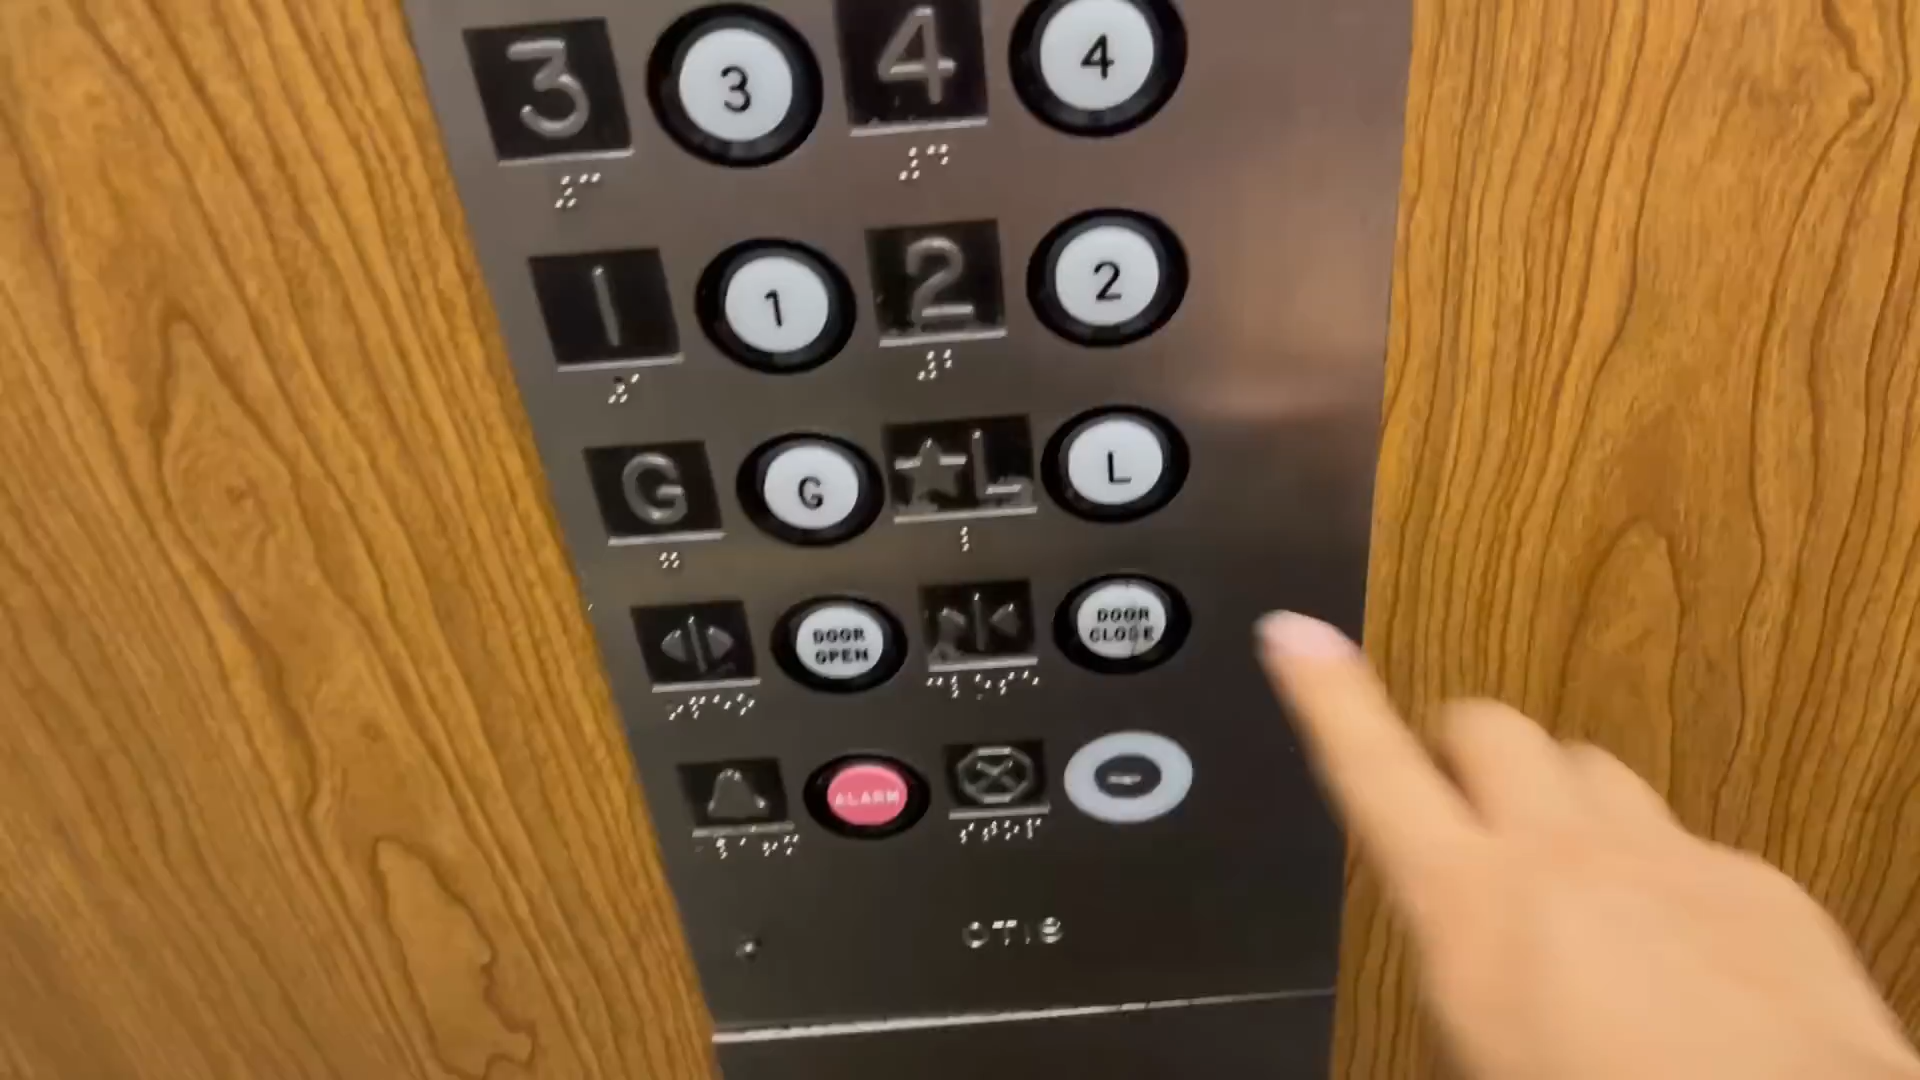 3 3 4 4
1 1 2 2
G G ★L L
DOOR
OPEN
DOOR
CLOSE
ALARM
OTIS